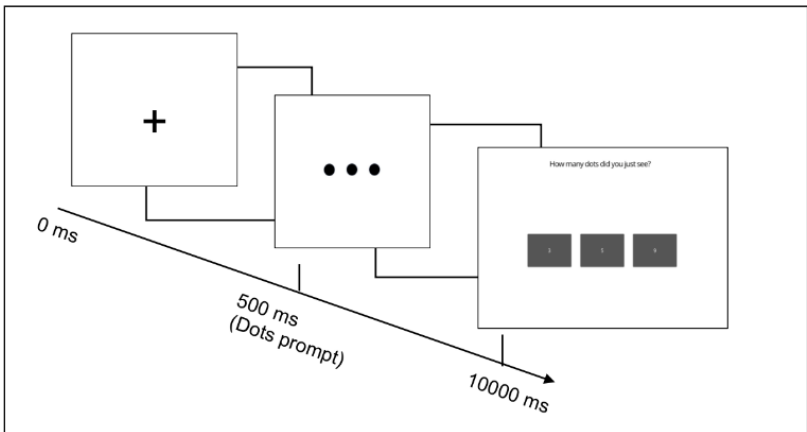 +
How many dots did you just see?
0 ms
500 ms
(Dots prompt)
10000 ms